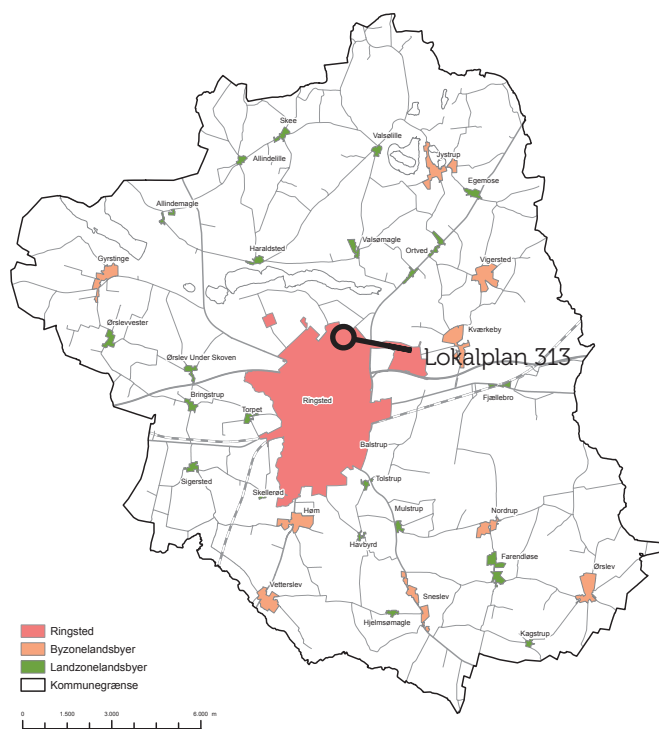 Skee
Valsølille
Allindelille
Jystrup
Egemose
Allindemagle
Valsømagle
Ortved
Haraldsted
Gyrstinge
Vigersted
Ørslevvester
Kværkeby
Lokalplan 313
Ørslev Under Skoven
Fjællebro
Bringstrup
Ringsted
Torpet
Balstrup
Sigersted
Tolstrup
Skellerød
Høm
Mulstrup
Nordrup
Havbyrd
Farendløse
Ørslev
Vetterslev
Sneslev
Hjelmsømagle
Kagstrup
Ringsted
Byzonelandsbyer
Landzonelandsbyer
Kommunegrænse
0 1.500 3.000 6.000 m